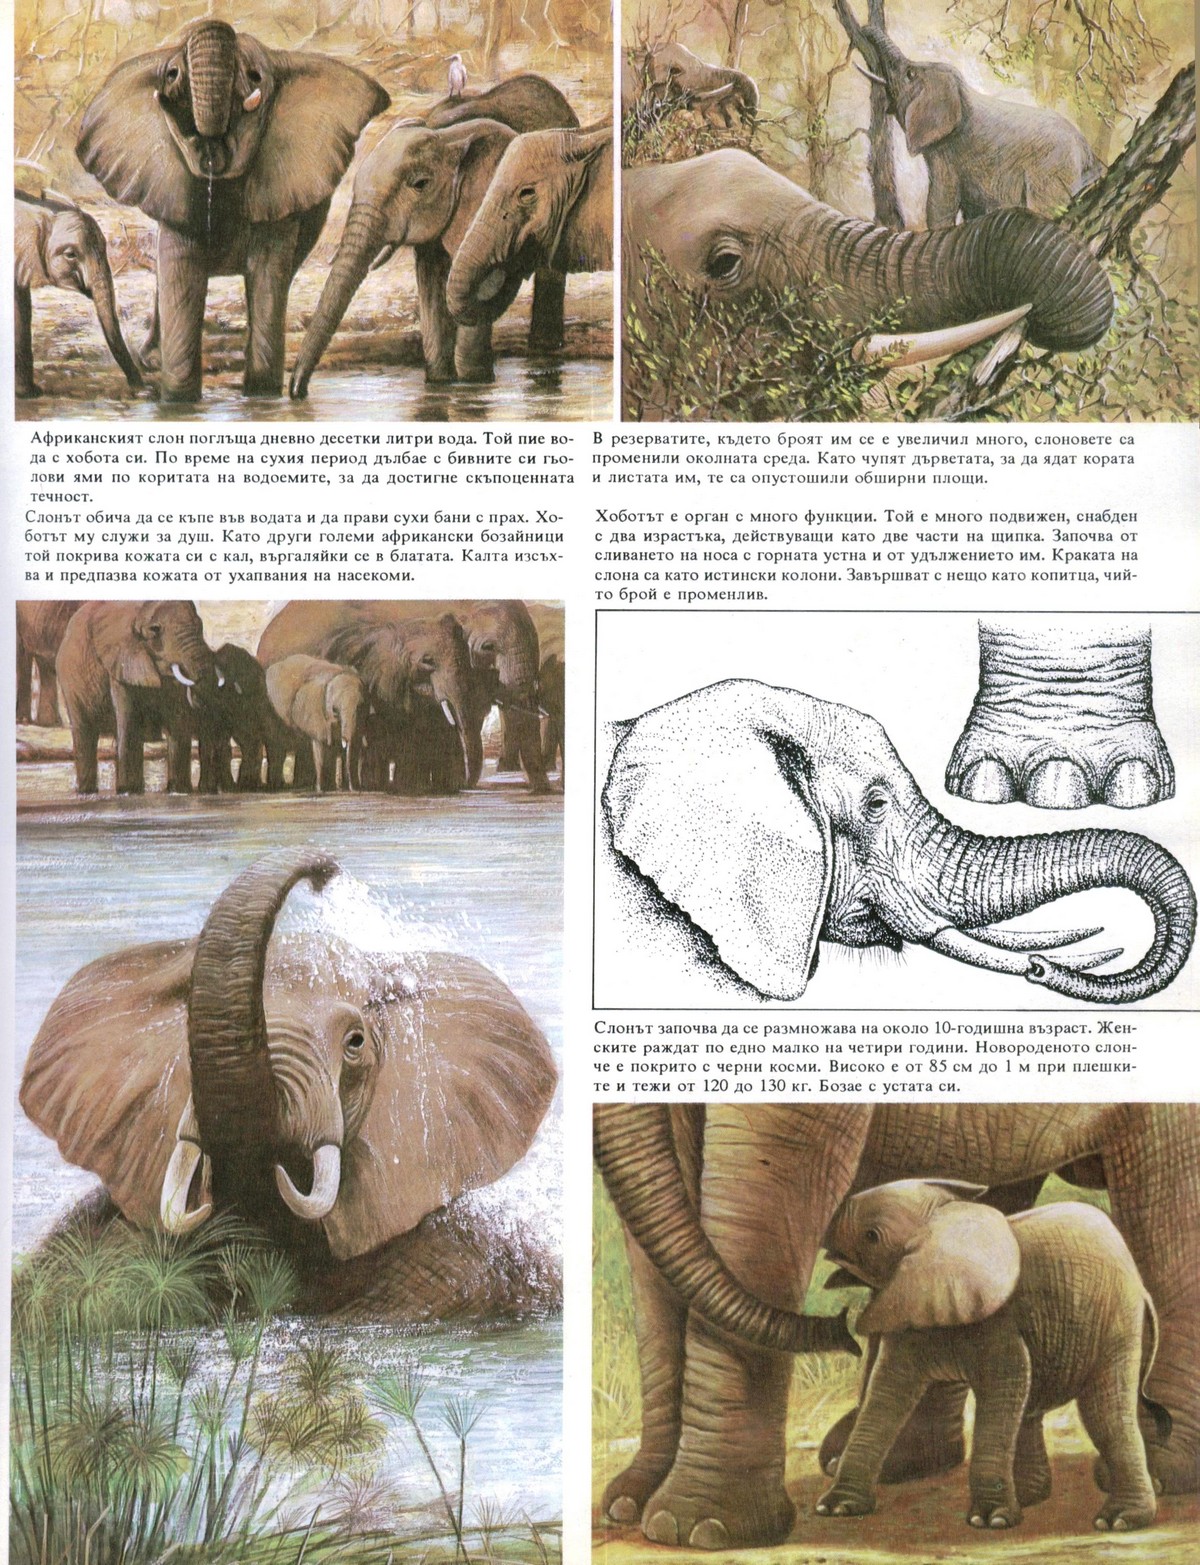 Африканският слон поглъща дневно десетки литри вода. Той пие во-
да с хобота си. По време на сухия период дълбае с бивните си гьо-
лови ями по коритата на водоемите, за да достигне скъпоценната
течност.
Слонът обича да се къпе във водата и да прави сухи бани с прах. Хо-
ботът му служи за душ. Като други големи африкански бозайници
той покрива кожата си с кал, въргаляйки се в блатата. Калта изсъх-
ва и предпазва кожата от ухапвания на насекоми.
В резерватите, където броят им се е увеличил много, слоновете са
променили околната среда. Като чупят дърветата, за да ядат кората
и листата им, те са опустошили обширни площи.
Хоботът е орган с много функции. Той е много подвижен, снабден
с два израстъка, действуващи като две части на щипка. Започва от
сливането на носа с горната устна и от удължението им. Краката на
слона са като истински колони. Завършват с нещо като копитца, чий-
то брой е променлив.
Слонът започва да се размножава на около 10-годишна възраст. Жен-
ските раждат по едно малко на четири години. Новороденото слон-
че е покрито с черни косми. Високо е от 85 см до 1 м при плешки-
те и тежи от 120 до 130 кг. Бозае с устата си.